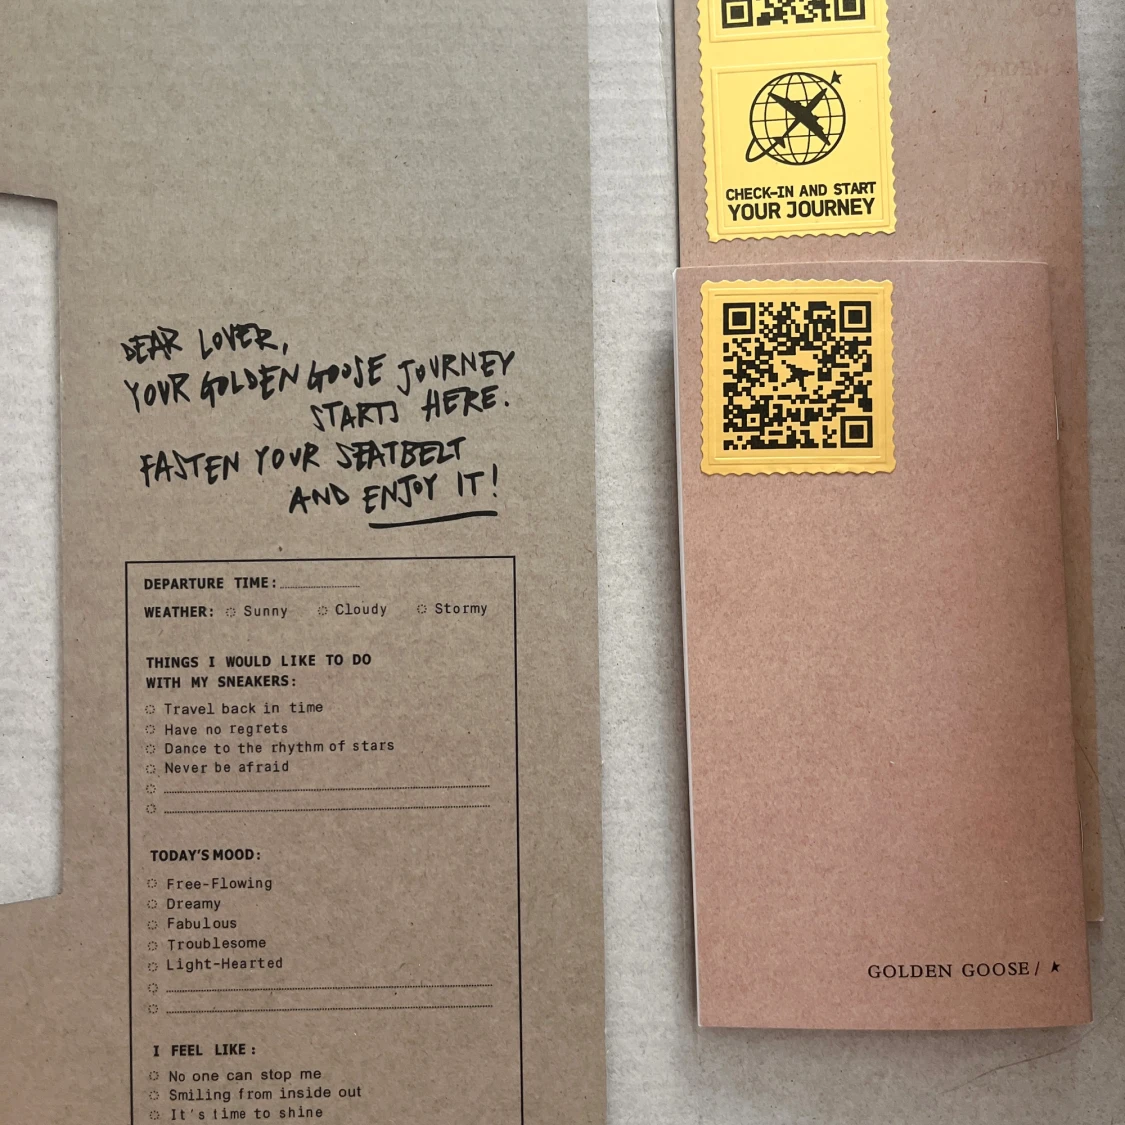 DEAR LOVER,
YOUR GOLDEN GOOSE JOURNEY
STARTS HERE.
FASTEN YOUR SEATBELT
AND ENJOY IT!
DEPARTURE TIME:
WEATHER: Sunny Cloudy Stormy
THINGS I WOULD LIKE TO DO
WITH MY SNEAKERS:
Travel back in time
Have no regrets
Dance to the rhythm of stars
Never be afraid
TODAY'S MOOD:
Free-Flowing
Dreamy
Fabulous
Troublesome
Light-Hearted
I FEEL LIKE:
No one can stop me
Smiling from inside out
It's time to shine
CHECK-IN AND START
YOUR JOURNEY
GOLDEN GOOSE/